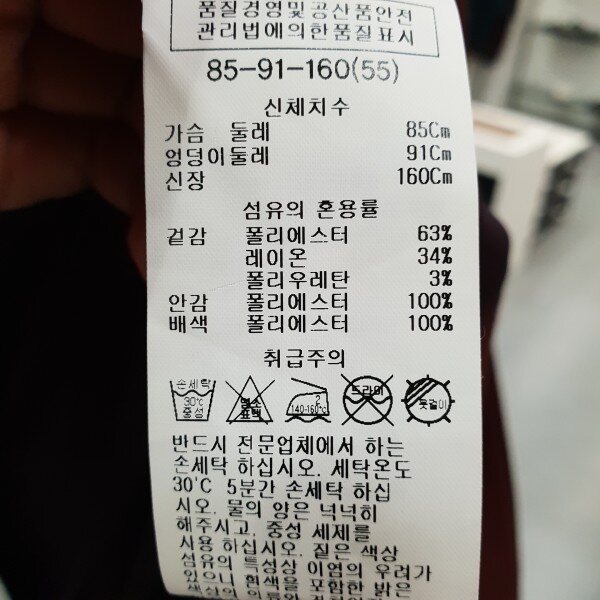 품질경영및공산품안전
관리법에의한품질표시
85-91-160(55)
신체치수
가슴 둘레 85Cm
엉덩이둘레 91Cm
신장 160Cm
섬유의 혼용률
겉감 폴리에스터 63%
레이온 34%
폴리우레탄 3%
안감 폴리에스터 100%
배색 폴리에스터 100%
취급주의
손세탁
30℃
중성
염소
표백
2
140-160℃
드라이
옷걸이
반드시 전문업체에서 하는
손세탁 하십시오. 세탁온도
30'C 5분간 손세탁 하십
시오. 물의 양은 넉넉히
해주시고, 중성 세제를
사용 하십시오. 짙은 색상
섬유의 특성상 이염의 우려가
있으니 흰색을 포함한 밝은
색상의